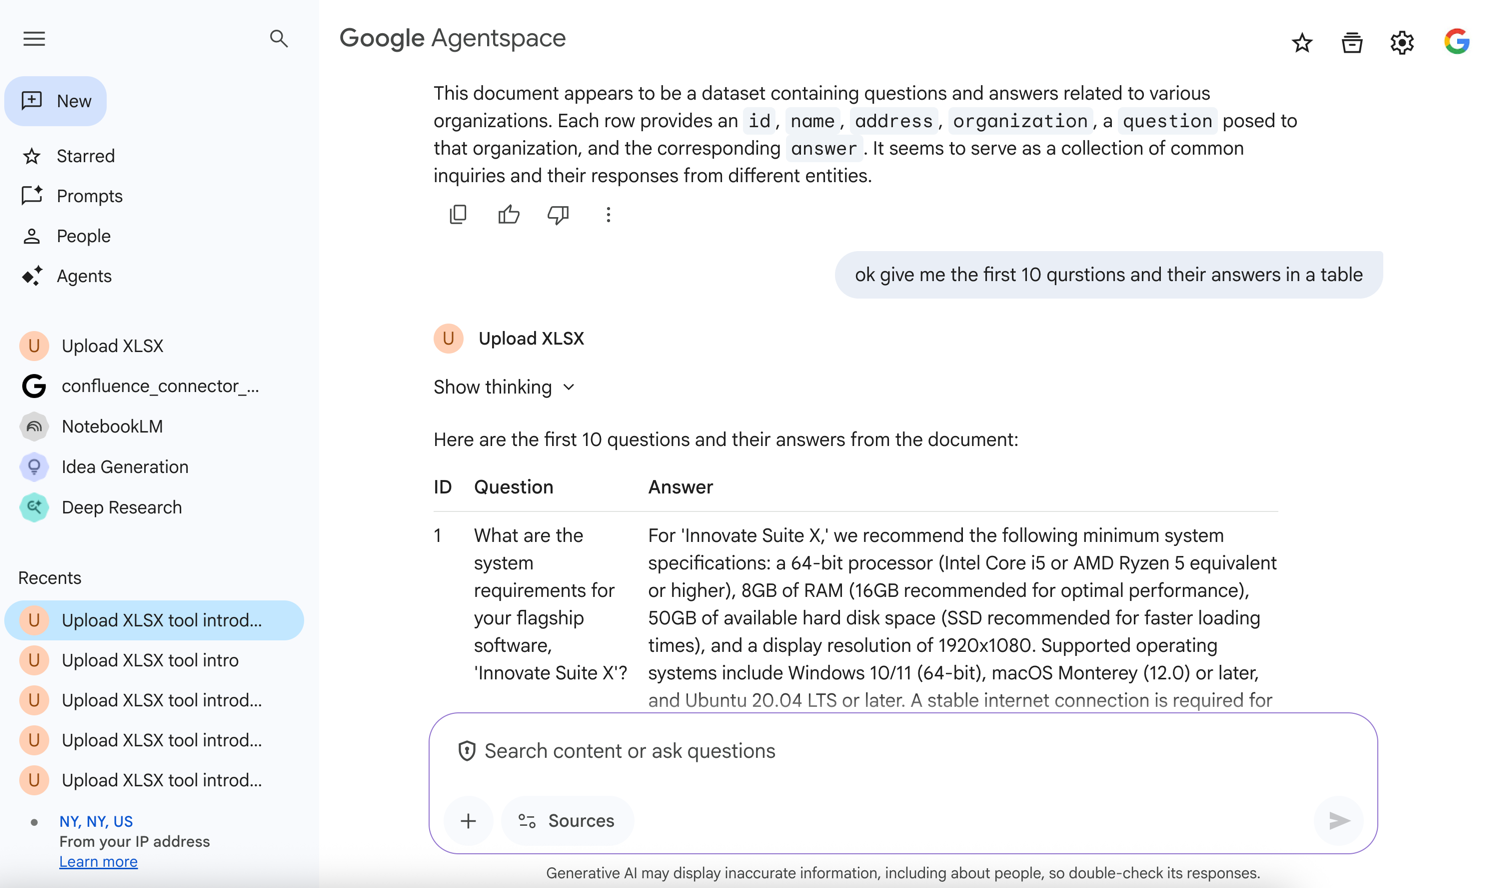 Google Agentspace
New
Starred
Prompts
People
Agents
U Upload XLSX
confluence_connector_...
NotebookLM
Idea Generation
Deep Research
Recents
U Upload XLSX tool introd...
U Upload XLSX tool intro
U Upload XLSX tool introd...
U Upload XLSX tool introd...
U Upload XLSX tool introd...
NY, NY, US
From your IP address
Learn more
This document appears to be a dataset containing questions and answers related to various
organizations. Each row provides an id, name, address, organization, a question posed to
that organization, and the corresponding answer. It seems to serve as a collection of common
inquiries and their responses from different entities.
ok give me the first 10 qurstions and their answers in a table
U Upload XLSX
Show thinking
Here are the first 10 questions and their answers from the document:
ID Question Answer
1 What are the For 'Innovate Suite X,' we recommend the following minimum system
system specifications: a 64-bit processor (Intel Core i5 or AMD Ryzen 5 equivalent
requirements for or higher), 8GB of RAM (16GB recommended for optimal performance),
your flagship 50GB of available hard disk space (SSD recommended for faster loading
software, times), and a display resolution of 1920x1080. Supported operating
'Innovate Suite X'? systems include Windows 10/11 (64-bit), macOS Monterey (12.0) or later,
and Ubuntu 20.04 LTS or later. A stable internet connection is required for
Search content or ask questions
Sources
Generative AI may display inaccurate information, including about people, so double-check its responses.